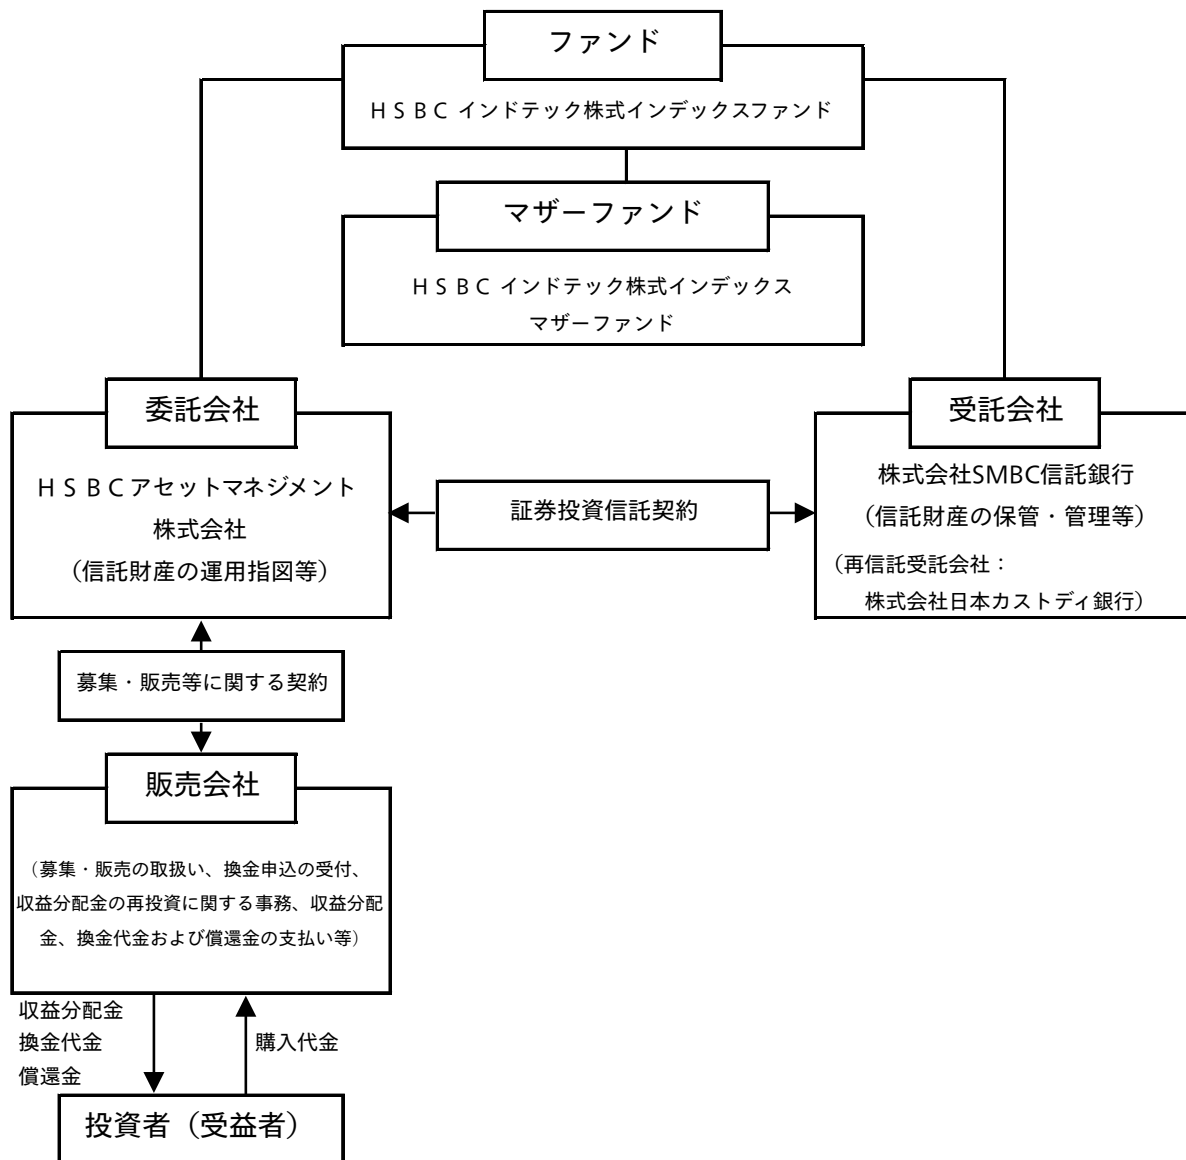 ファンド
ＨＳＢＣ インドテック株式インデックスファンド
マザーファンド
ＨＳＢＣ インドテック株式インデックス
マザーファンド
委託会社
ＨＳＢＣアセットマネジメント
株式会社
（信託財産の運用指図等）
証券投資信託契約
受託会社
株式会社SMBC信託銀行
（信託財産の保管・管理等）
（再信託受託会社：
株式会社日本カストディ銀行）
募集・販売等に関する契約
販売会社
（募集・販売の取扱い、換金申込の受付、
収益分配金の再投資に関する事務、収益分配
金、換金代金および償還金の支払い等）
収益分配金
換金代金
償還金
購入代金
投資者（受益者）